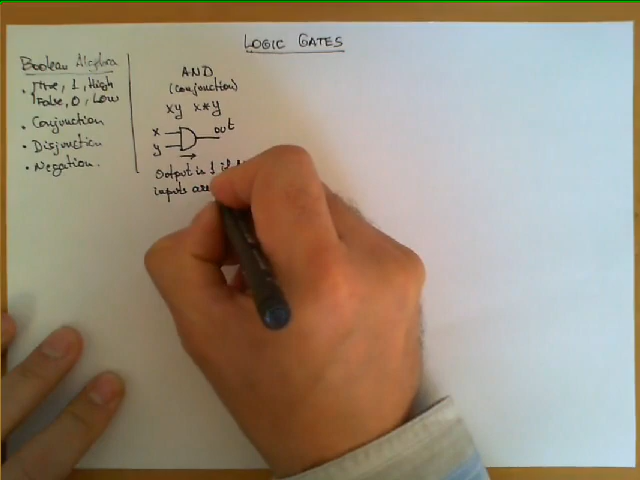 LOGIC GATES
Boolean Algebra
• True, 1, High
False, 0, Low
• Conjunction
• Disjunction
• Negation.
AND
(Conjunction)
xy x*y
x
y
out
Output is 1 if
inputs are